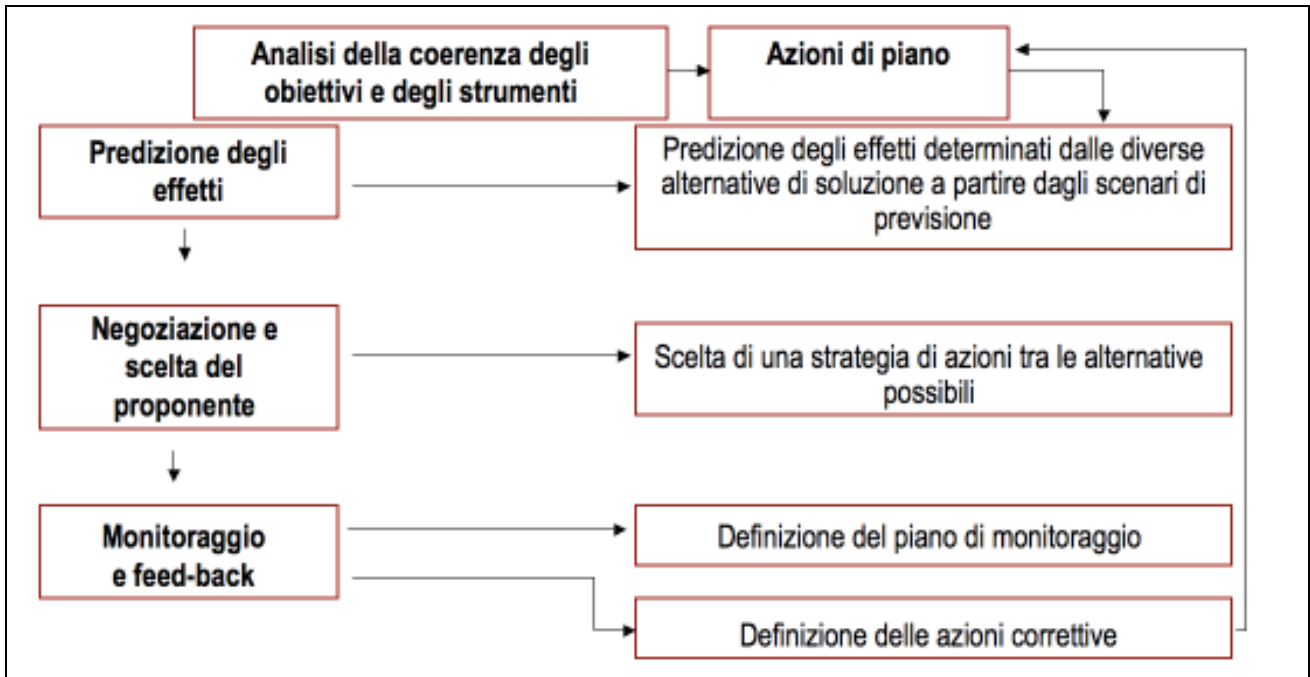 Analisi della coerenza degli
obiettivi e degli strumenti
Azioni di piano
Predizione degli
effetti
Predizione degli effetti determinati dalle diverse
alternative di soluzione a partire dagli scenari di
previsione
Negoziazione e
scelta del
proponente
Scelta di una strategia di azioni tra le alternative
possibili
Monitoraggio
e feed-back
Definizione del piano di monitoraggio
Definizione delle azioni correttive